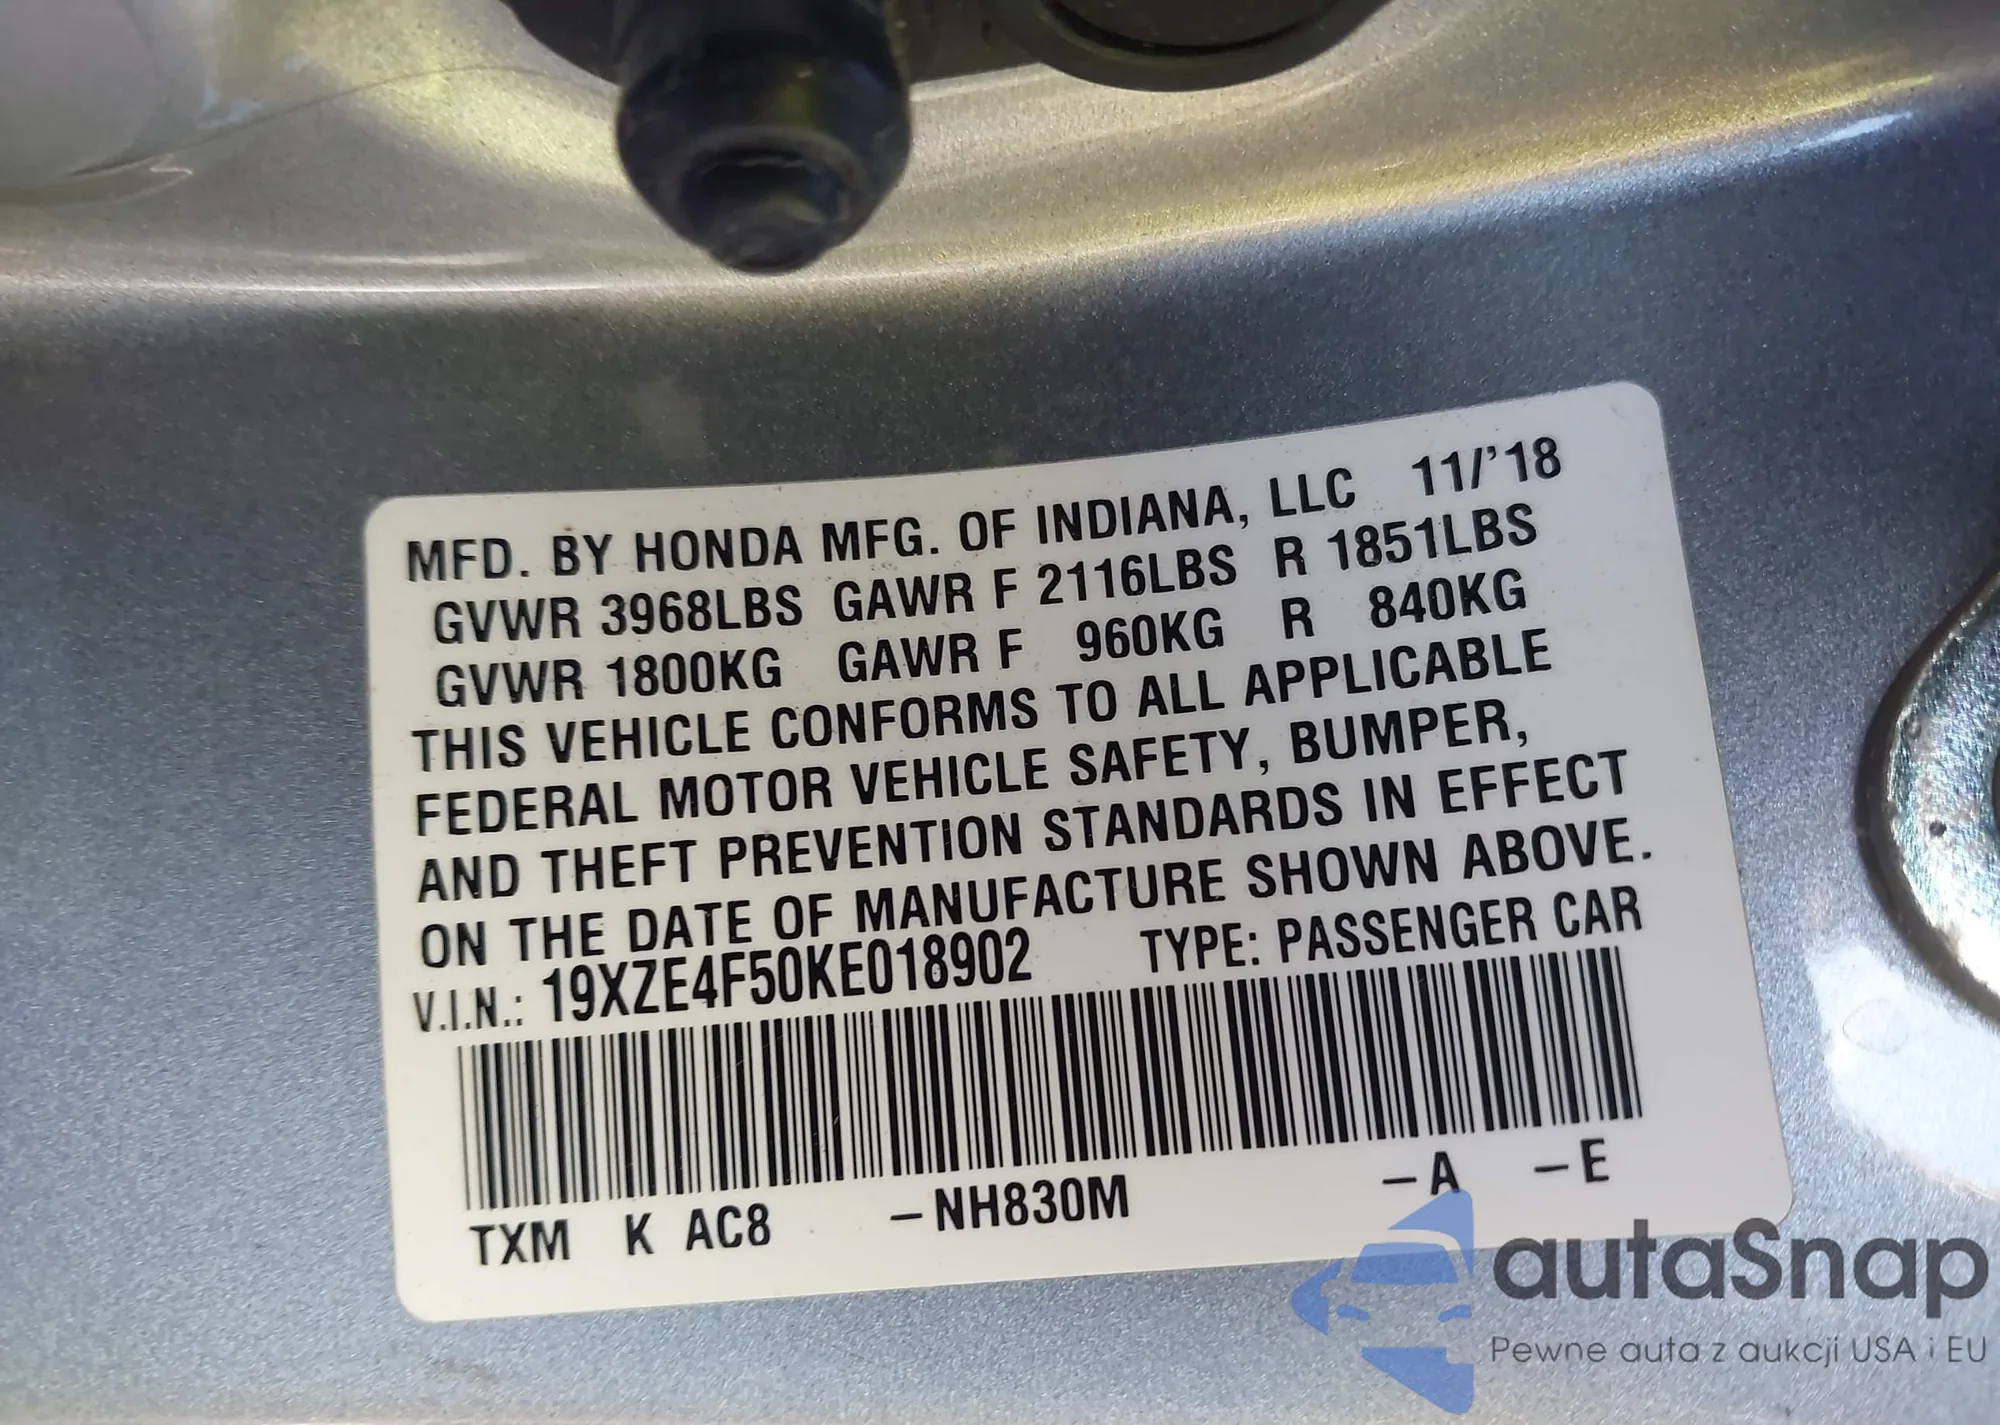 MFD. BY HONDA MFG. OF INDIANA, LLC 11/'18
GVWR 3968LBS GAWR F 2116LBS R 1851LBS
GVWR 1800KG GAWR F 960KG R 840KG
THIS VEHICLE CONFORMS TO ALL APPLICABLE
FEDERAL MOTOR VEHICLE SAFETY, BUMPER,
AND THEFT PREVENTION STANDARDS IN EFFECT
ON THE DATE OF MANUFACTURE SHOWN ABOVE.
V.I.N.: 19XZE4F50KE018902 TYPE: PASSENGER CAR
TXM K AC8 –NH830M –A –E
autaSnap
Pewne auta z aukcji USA i EU